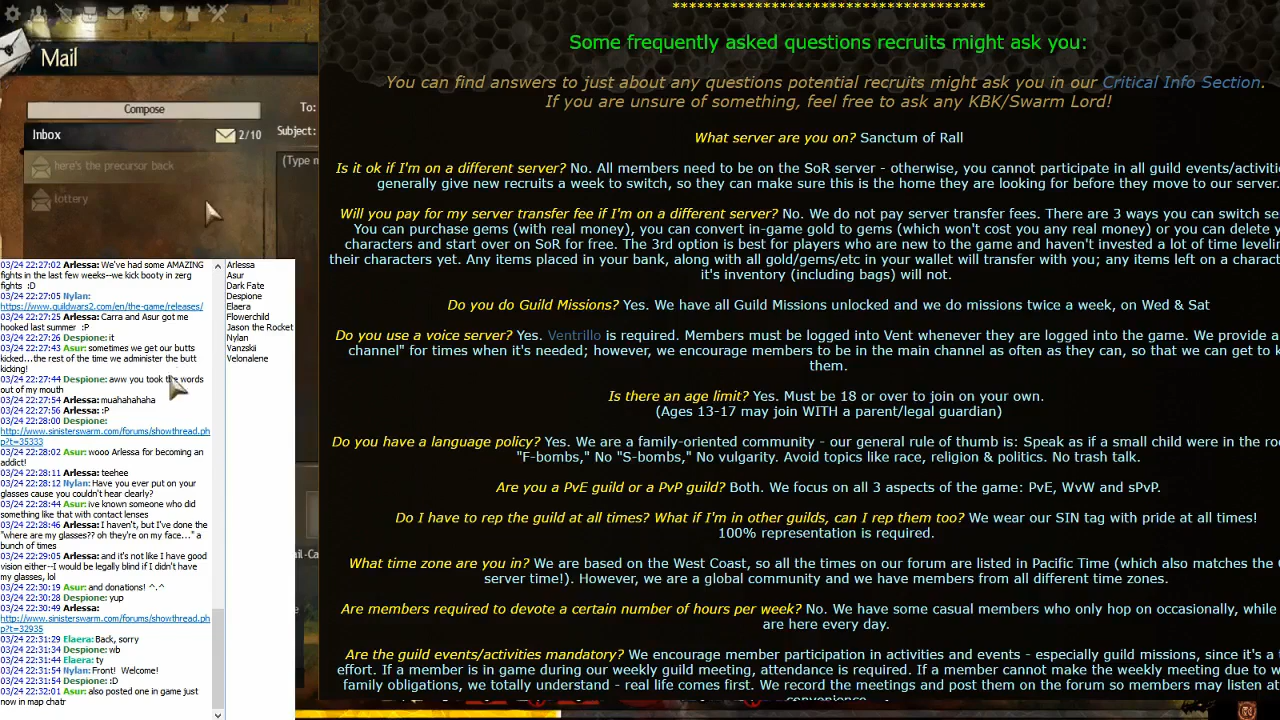 Mail
Compose
To:
Inbox
2/10
Subject:
here's the precursor back
(Type m
lottery
03/24 22:27:02 Arlessa: We've had some AMAZING
fights in the last few weeks--we kick booty in zerg
fights :D
03/24 22:27:05 Nylan:
https://www.guildwars2.com/en/the-game/releases/
03/24 22:27:25 Arlessa: Carra and Asur got me
hooked last summer :P
03/24 22:27:26 Despione: it
03/24 22:27:43 Asur: sometimes we get our butts
kicked...the rest of the time we administer the butt
kicking!
03/24 22:27:44 Despione: aww you took the words
out of my mouth
03/24 22:27:54 Arlessa: muahahahaha
03/24 22:27:56 Arlessa: :P
03/24 22:28:00 Despione:
http://www.sinisterswarm.com/forums/showthread.ph
p?t=35333
03/24 22:28:02 Asur: wooo Arlessa for becoming an
addict!
03/24 22:28:11 Arlessa: teehee
03/24 22:28:12 Nylan: Have you ever put on your
glasses cause you couldn't hear clearly?
03/24 22:28:44 Asur: ive known someone who did
something like that with contact lenses
03/24 22:28:46 Arlessa: I haven't, but I've done the
"where are my glasses?? oh they're on my face..." a
bunch of times
03/24 22:29:05 Arlessa: and it's not like I have good
vision either--I would be legally blind if I didn't have
my glasses, lol
03/24 22:30:19 Asur: and donations! ^.^
03/24 22:30:28 Despione: yup
03/24 22:30:49 Arlessa:
http://www.sinisterswarm.com/forums/showthread.ph
p?t=32935
03/24 22:31:29 Elaera: Back, sorry
03/24 22:31:34 Despione: wb
03/24 22:31:44 Elaera: ty
03/24 22:31:54 Nylan: Front! Welcome!
03/24 22:31:54 Despione: :D
03/24 22:32:01 Asur: also posted one in game just
now in map chatr
Arlessa
Asur
Dark Fate
Despione
Elaera
Flowerchild
Jason the Rocket
Nylan
Vanzskii
Velonalene
**************************************
Some frequently asked questions recruits might ask you:
You can find answers to just about any questions potential recruits might ask you in our Critical Info Section.
If you are unsure of something, feel free to ask any KBK/Swarm Lord!
What server are you on? Sanctum of Rall
Is it ok if I'm on a different server? No. All members need to be on the SoR server - otherwise, you cannot participate in all guild events/activiti
generally give new recruits a week to switch, so they can make sure this is the home they are looking for before they move to our server.
Will you pay for my server transfer fee if I'm on a different server? No. We do not pay server transfer fees. There are 3 ways you can switch se
You can purchase gems (with real money), you can convert in-game gold to gems (which won't cost you any real money) or you can delete y
characters and start over on SoR for free. The 3rd option is best for players who are new to the game and haven't invested a lot of time leveli
their characters yet. Any items placed in your bank, along with all gold/gems/etc in your wallet will transfer with you; any items left on a charact
it's inventory (including bags) will not.
Do you do Guild Missions? Yes. We have all Guild Missions unlocked and we do missions twice a week, on Wed & Sat
Do you use a voice server? Yes. Ventrillo is required. Members must be logged into Vent whenever they are logged into the game. We provide a
channel" for times when it's needed; however, we encourage members to be in the main channel as often as they can, so that we can get to k
them.
Is there an age limit? Yes. Must be 18 or over to join on your own.
(Ages 13-17 may join WITH a parent/legal guardian)
Do you have a language policy? Yes. We are a family-oriented community - our general rule of thumb is: Speak as if a small child were in the ro
"F-bombs," No "S-bombs," No vulgarity. Avoid topics like race, religion & politics. No trash talk.
Are you a PvE guild or a PvP guild? Both. We focus on all 3 aspects of the game: PvE, WvW and sPvP.
Do I have to rep the guild at all times? What if I'm in other guilds, can I rep them too? We wear our SIN tag with pride at all times!
100% representation is required.
What time zone are you in? We are based on the West Coast, so all the times on our forum are listed in Pacific Time (which also matches the
server time!). However, we are a global community and we have members from all different time zones.
Are members required to devote a certain number of hours per week? No. We have some casual members who only hop on occasionally, while
are here every day.
Are the guild events/activities mandatory? We encourage member participation in activities and events - especially guild missions, since it's a
effort. If a member is in game during our weekly guild meeting, attendance is required. If a member cannot make the weekly meeting due to w
family obligations, we totally understand - real life comes first. We record the meetings and post them on the forum so members may listen at
convenience